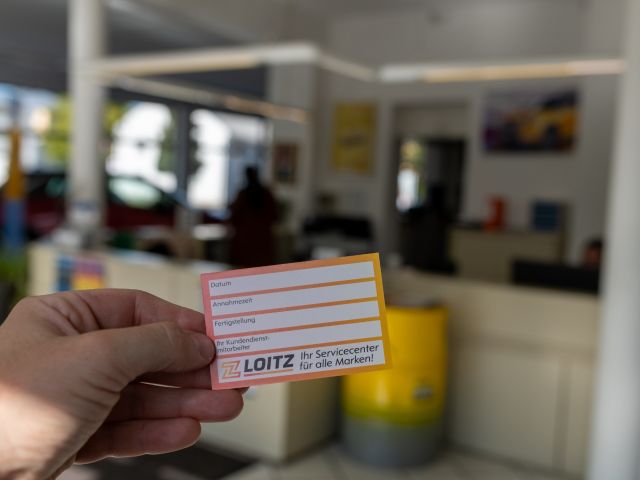 Datum
Annahmezeit
Fertigstellung
Ihr Kundendienst-
mitarbeiter
LOITZ
Ihr Servicecenter
für alle Marken!